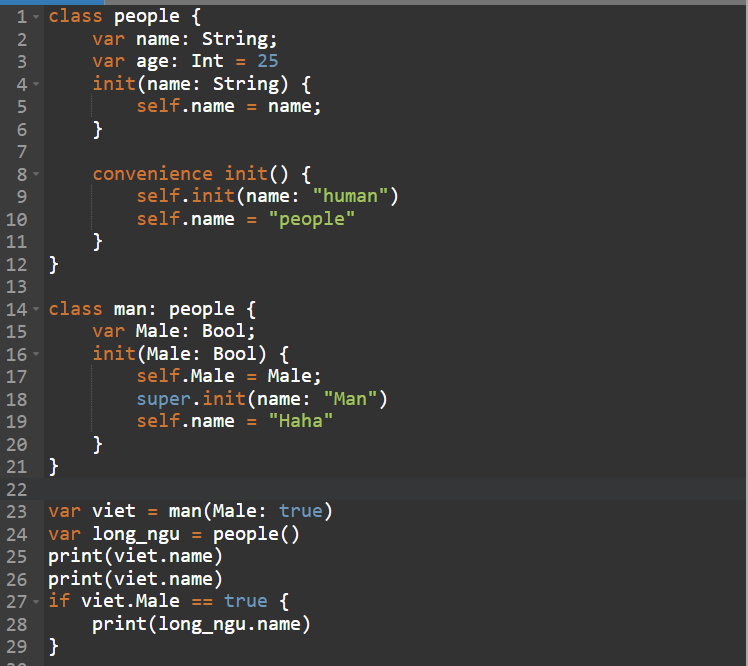 1 class people {
2     var name: String;
3     var age: Int = 25
4     init(name: String) {
5         self.name = name;
6     }
7
8     convenience init() {
9         self.init(name: "human")
10         self.name = "people"
11     }
12 }
13
14 class man: people {
15     var Male: Bool;
16     init(Male: Bool) {
17         self.Male = Male;
18         super.init(name: "Man")
19         self.name = "Haha"
20     }
21 }
22
23 var viet = man(Male: true)
24 var long_ngu = people()
25 print(viet.name)
26 print(viet.name)
27 if viet.Male == true {
28     print(long_ngu.name)
29 }